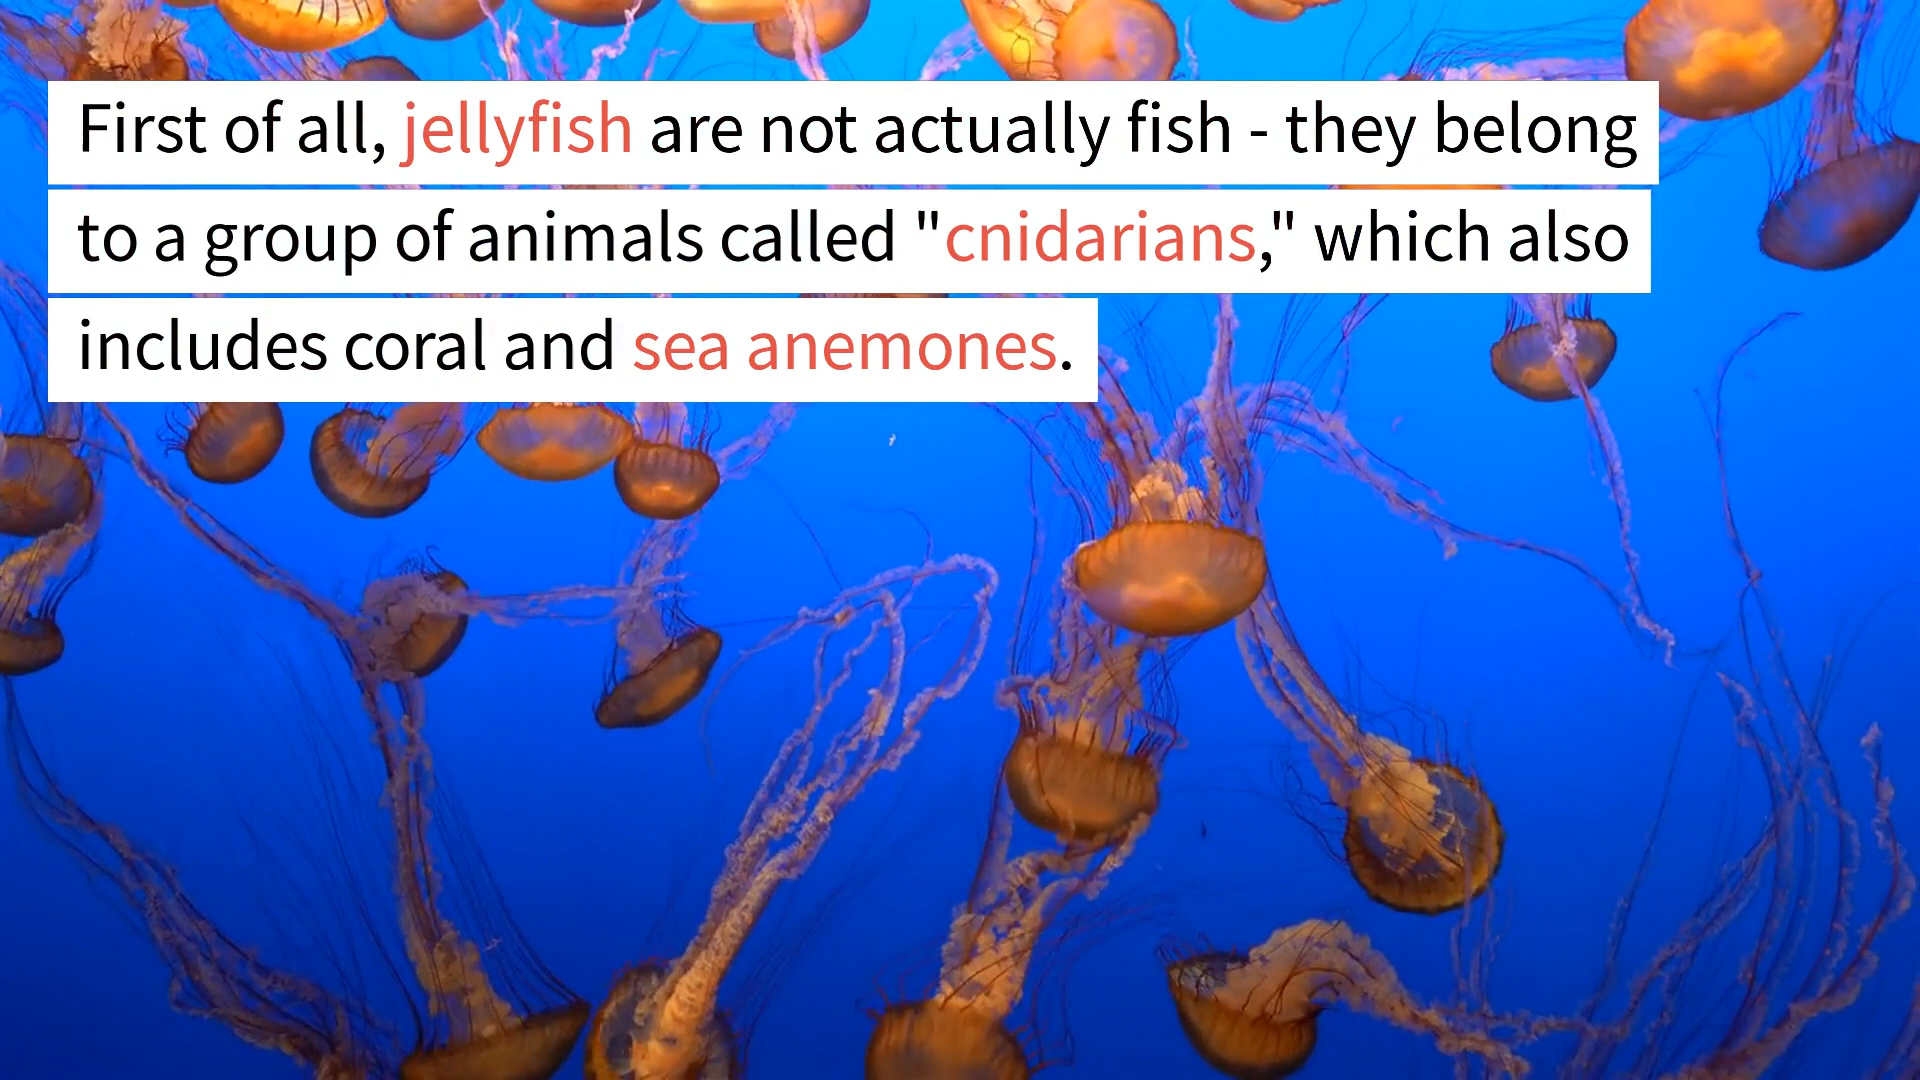 First of all, jellyfish are not actually fish - they belong
to a group of animals called "cnidarians," which also
includes coral and sea anemones.